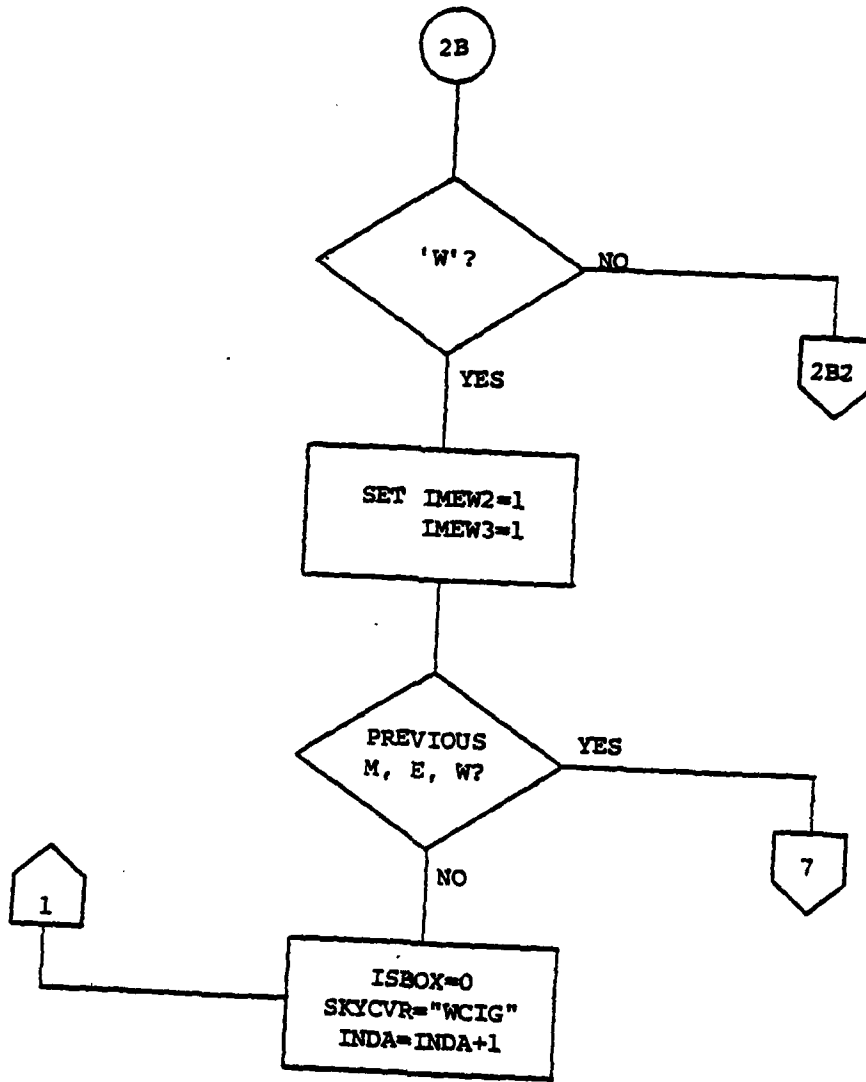 2B
'W'?
NO
2B2
YES
SET IMEW2=1
IMEW3=1
PREVIOUS
M, E, W?
YES
7
NO
1
ISBOX=0
SKYCVR="WCIG"
INDA=INDA+1